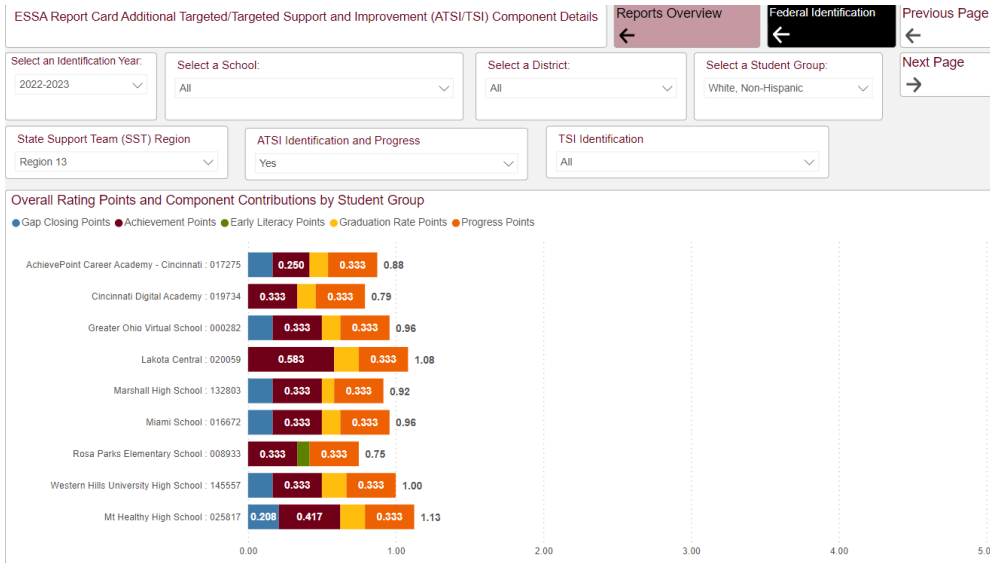 ESSA Report Card Additional Targeted/Targeted Support and Improvement (ATSI/TSI) Component Details
Reports Overview
Federal Identification
Previous Page
Select an Identification Year:
2022-2023
Select a School:
All
Select a District:
All
Select a Student Group:
White, Non-Hispanic
Next Page
State Support Team (SST) Region
Region 13
ATSI Identification and Progress
Yes
TSI Identification
All
Overall Rating Points and Component Contributions by Student Group
Gap Closing Points Achievement Points Early Literacy Points Graduation Rate Points Progress Points
AchievePoint Career Academy - Cincinnati : 017275 0.250 0.333 0.88
Cincinnati Digital Academy : 019734 0.333 0.333 0.79
Greater Ohio Virtual School : 000282 0.333 0.333 0.96
Lakota Central : 020059 0.583 0.333 1.08
Marshall High School : 132803 0.333 0.333 0.92
Miami School : 016672 0.333 0.333 0.96
Rosa Parks Elementary School : 008933 0.333 0.333 0.75
Western Hills University High School : 145557 0.333 0.333 1.00
Mt Healthy High School : 025817 0.208 0.417 0.333 1.13
0.00 1.00 2.00 3.00 4.00 5.0